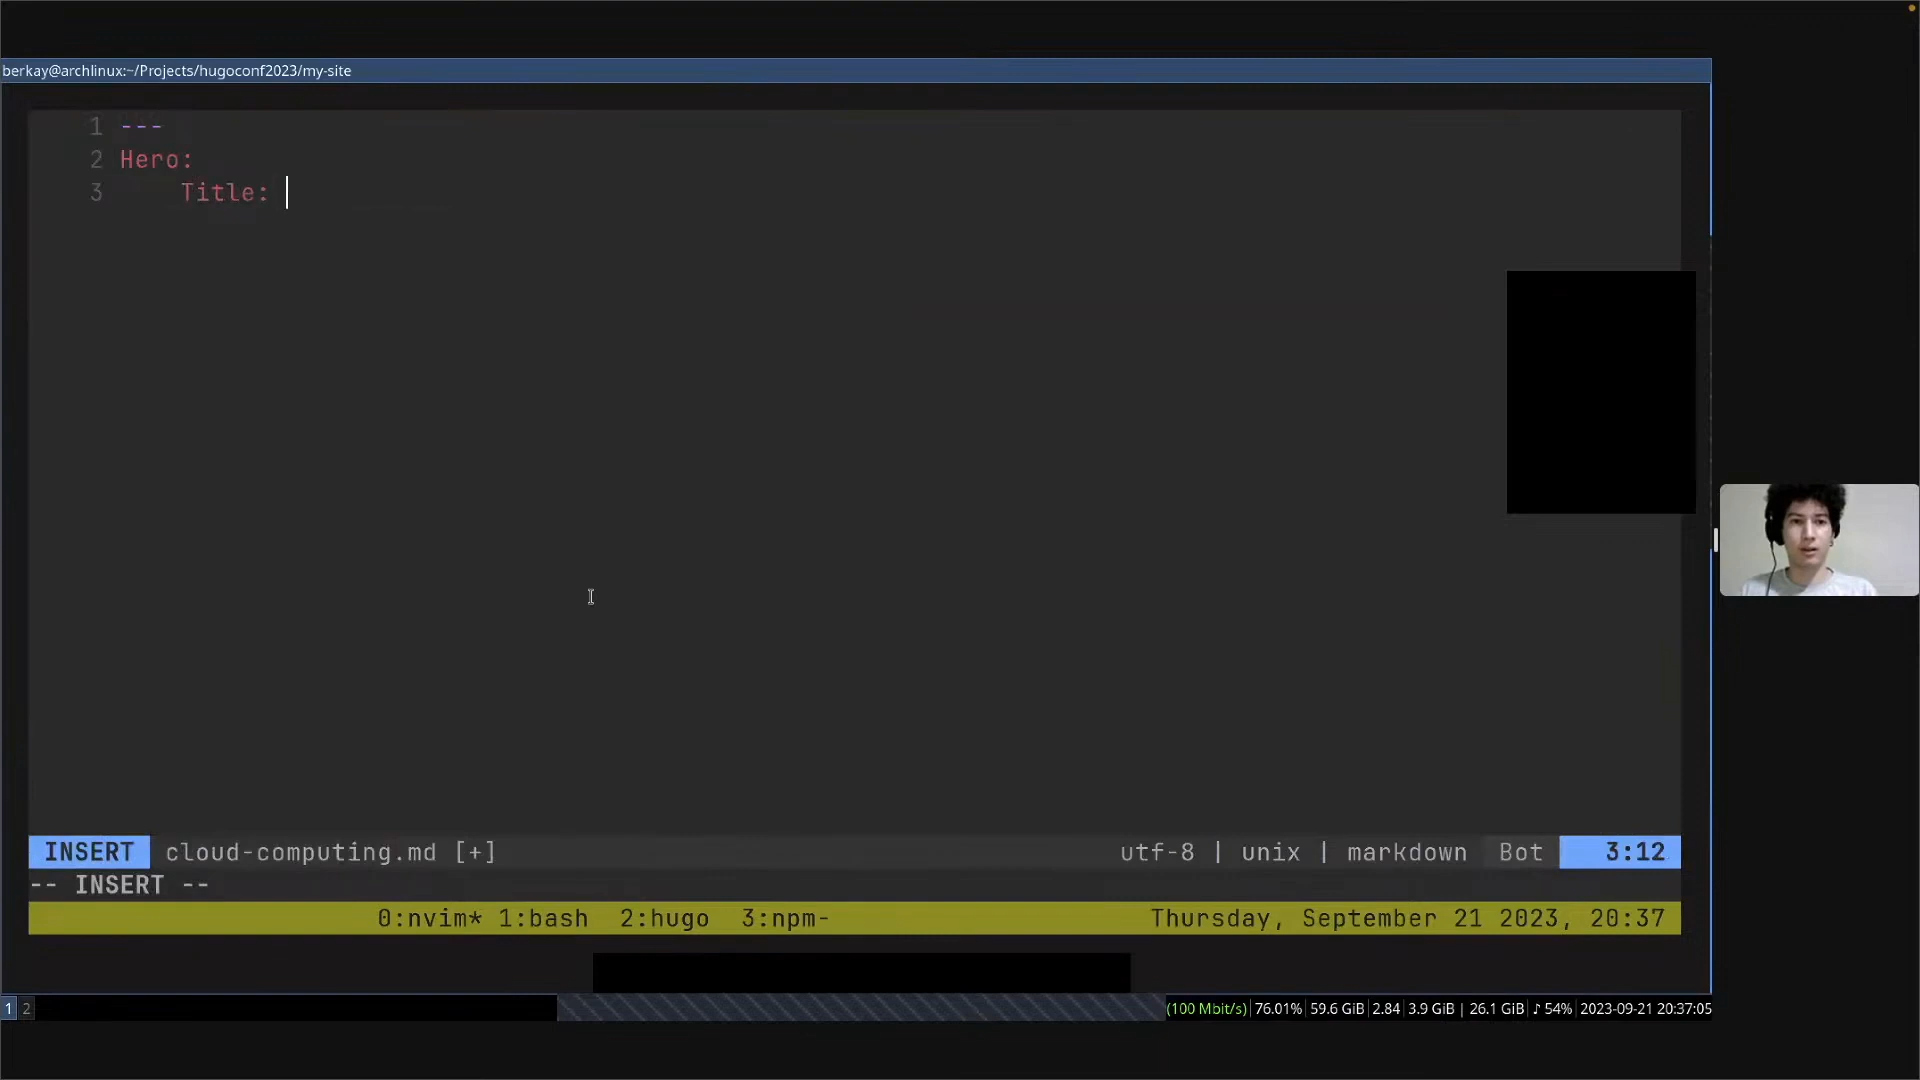 berkay@archlinux:~/Projects/hugoconf2023/my-site
1 ---
2 Hero:
3 Title:
INSERT cloud-computing.md [+] utf-8 | unix | markdown Bot 3:12
-- INSERT --
0:nvim* 1:bash 2:hugo 3:npm- Thursday, September 21 2023, 20:37
1 2 (100 Mbit/s) 76.01% 59.6 GiB 2.84 3.9 GiB | 26.1 GiB ♪ 54% 2023-09-21 20:37:05